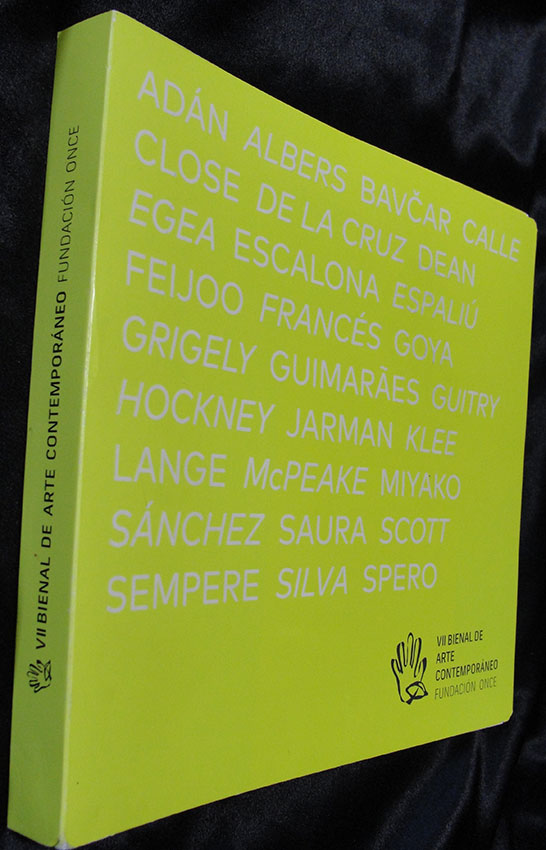 VII BIENAL DE ARTE CONTEMPORÁNEO FUNDACIÓN ONCE
ADÁN ALBERS BAVČAR CALLE
CLOSE DE LA CRUZ DEAN
EGEA ESCALONA ESPALIÚ
FEIJOO FRANCÉS GOYA
GRIGELY GUIMARÃES GUITRY
HOCKNEY JARMAN KLEE
LANGE McPEAKE MIYAKO
SÁNCHEZ SAURA SCOTT
SEMPERE SILVA SPERO
VII BIENAL DE
ARTE
CONTEMPORÁNEO
FUNDACIÓN ONCE